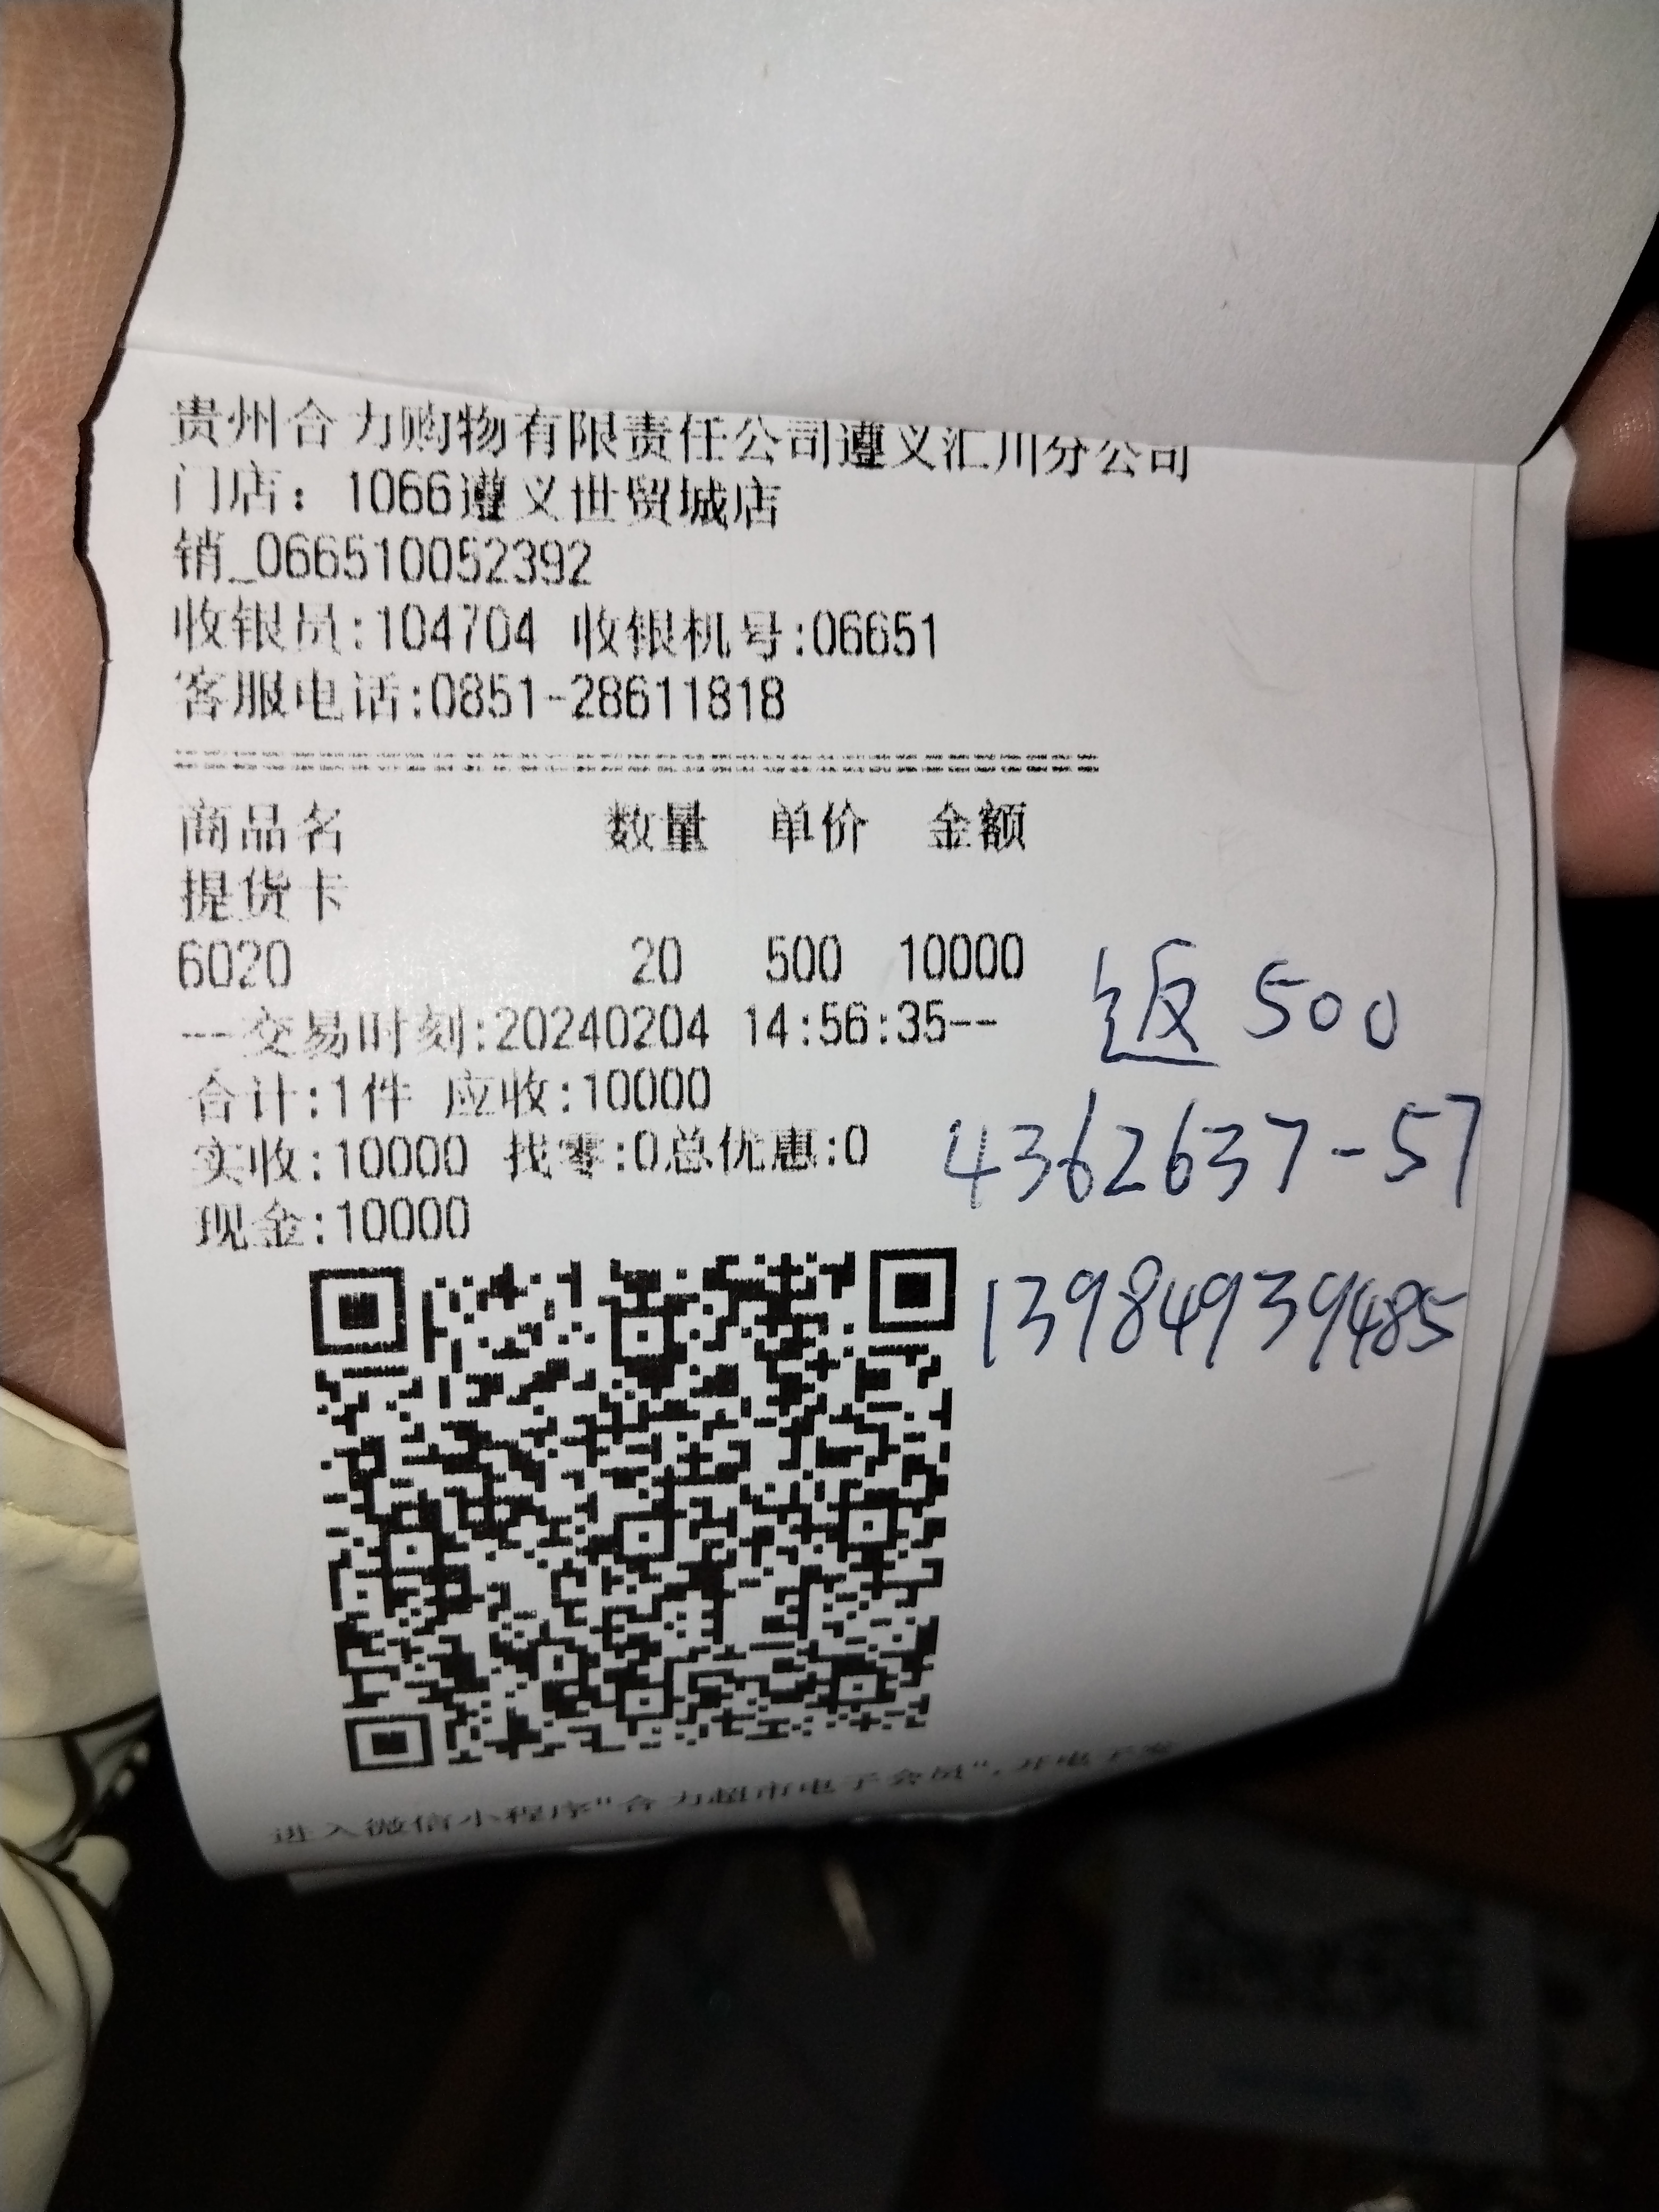 贵州合力购物有限责任公司遵义汇川分公司
门店：1066遵义世贸城店
销_066510052392
收银员:104704 收银机号:06651
客服电话:0851-28611818
商品名 数量 单价 金额
提货卡
6020 20 500 10000
返500
---交易时刻:20240204 14:56:35--
合计:1件 应收:10000
实收:10000 找零:0总优惠:0
4362637-57
现金:10000
13984939485
进入微信小程序"合力超市电子会员",开电子发